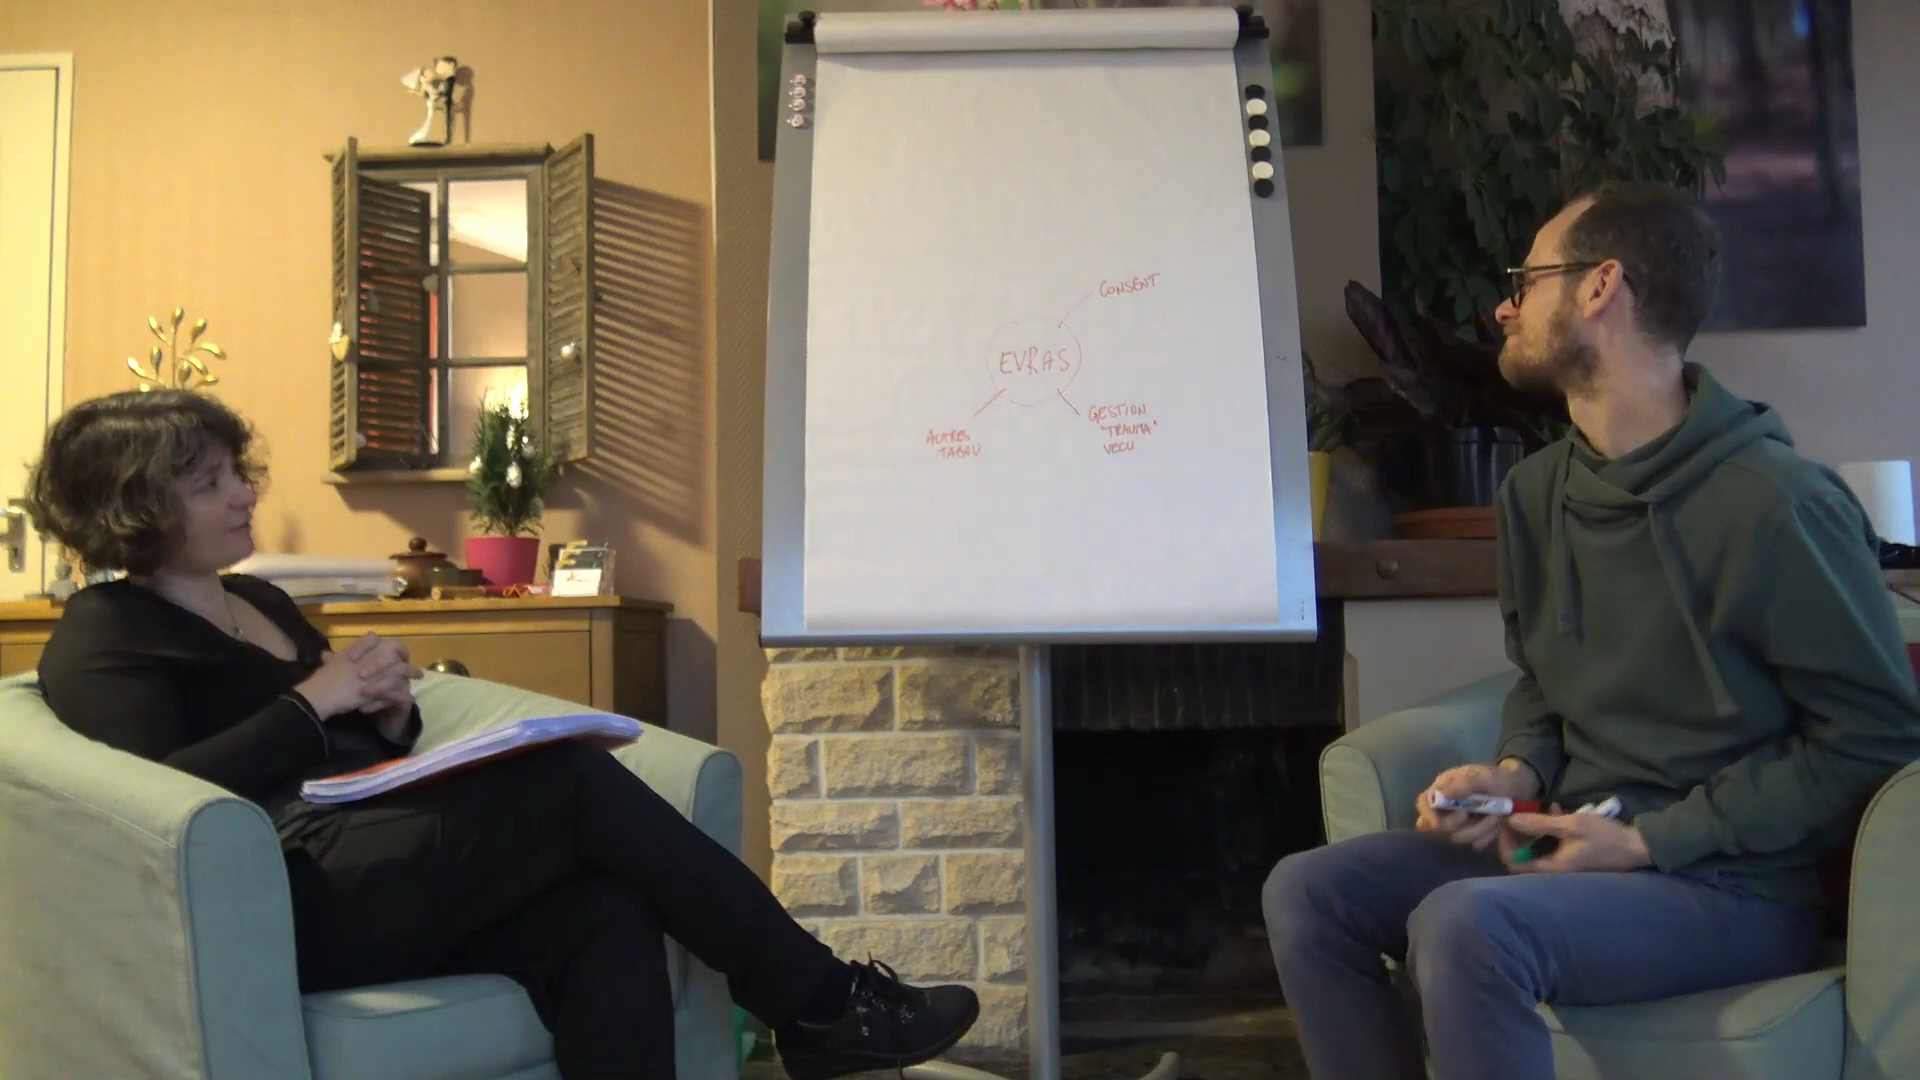 CONSENT
EVRAS
AUTRES
TABOU
GESTION
"TRAUMA"
VECU